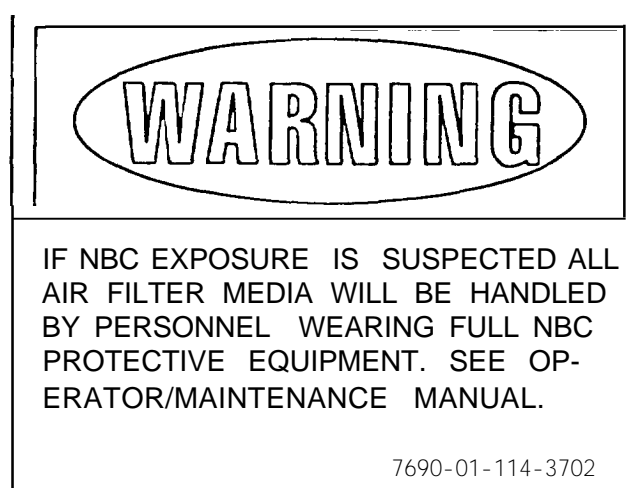 WARNING
IF NBC EXPOSURE IS SUSPECTED ALL
AIR FILTER MEDIA WILL BE HANDLED
BY PERSONNEL WEARING FULL NBC
PROTECTIVE EQUIPMENT. SEE OP-
ERATOR/MAINTENANCE MANUAL.
7690-01-114-3702